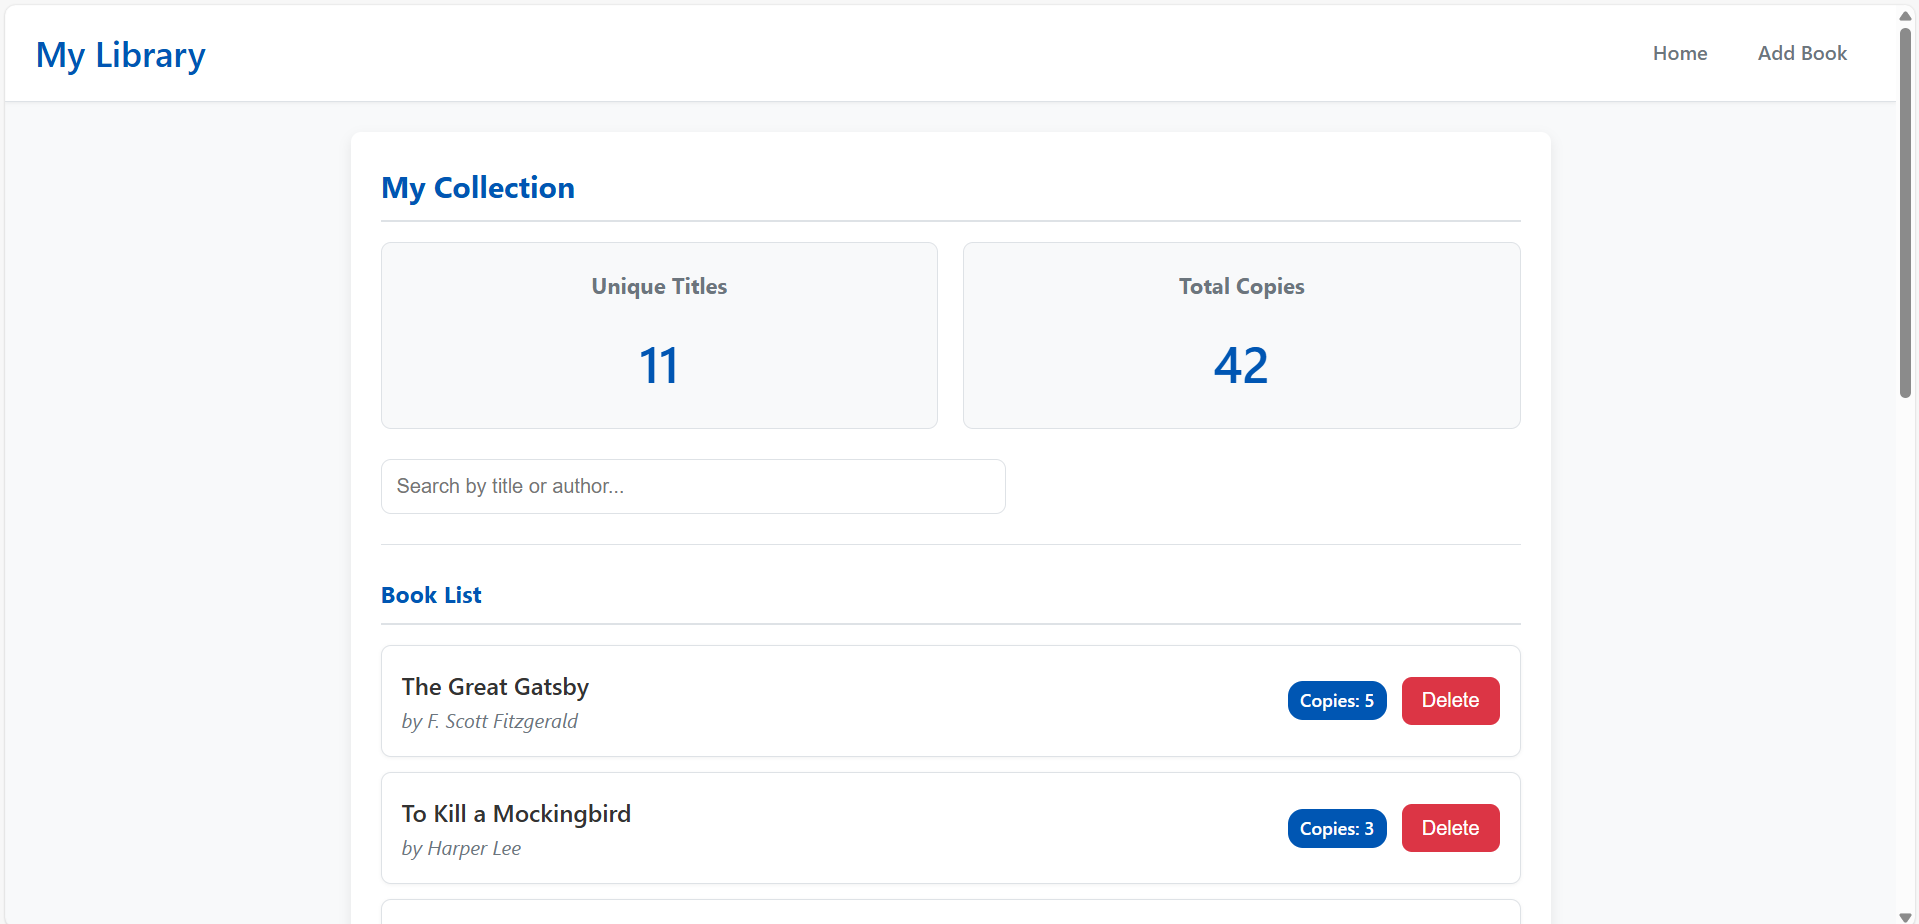 My Library
Home
Add Book
My Collection
Unique Titles
11
Total Copies
42
Search by title or author...
Book List
The Great Gatsby
by F. Scott Fitzgerald
Copies: 5
Delete
To Kill a Mockingbird
by Harper Lee
Copies: 3
Delete